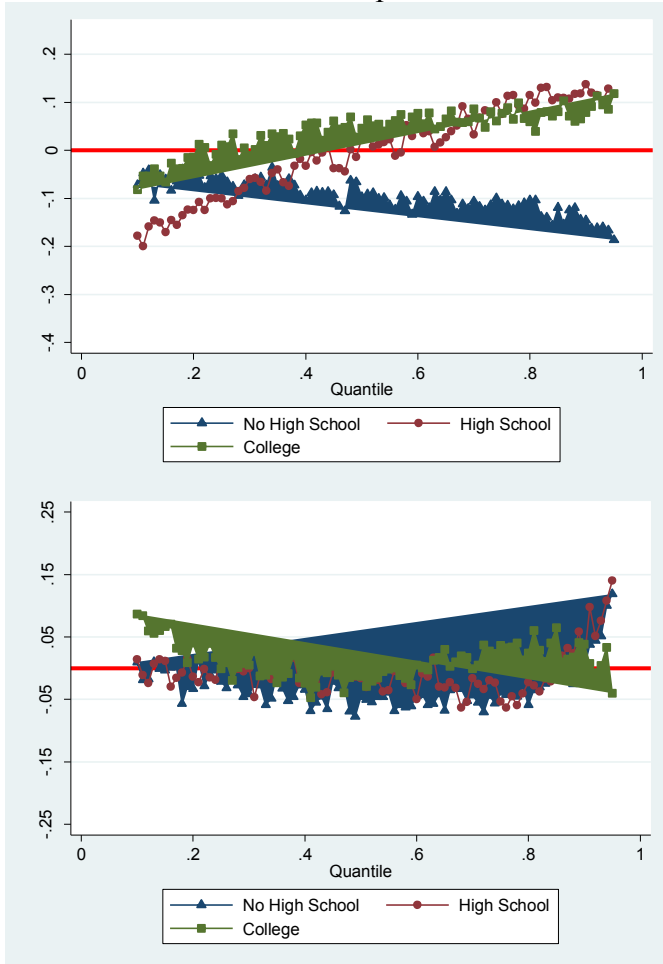 .2
.1
0
-.1
-.2
-.3
-.4
0 .2 .4 .6 .8 1
Quantile
No High School High School
College
.25
.15
.05
-.05
-.15
-.25
0 .2 .4 .6 .8 1
Quantile
No High School High School
College